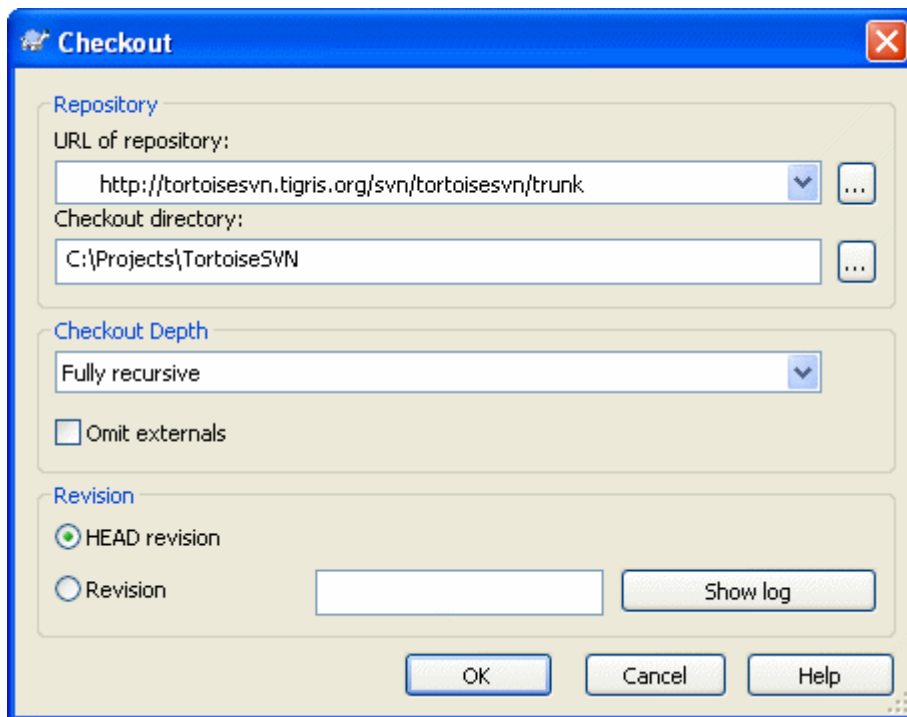 Checkout
Repository
URL of repository:
http://tortoisesvn.tigris.org/svn/tortoisesvn/trunk
...
Checkout directory:
C:\Projects\TortoiseSVN
...
Checkout Depth
Fully recursive
Omit externals
Revision
HEAD revision
Revision
Show log
OK Cancel Help